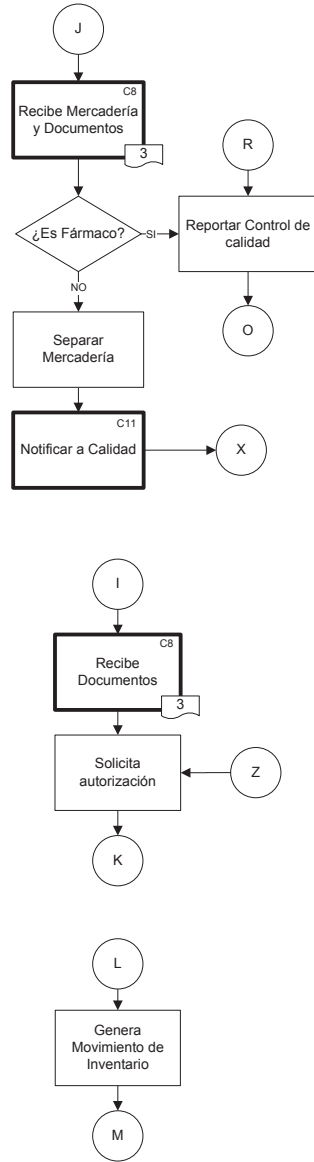 J
C8
Recibe Mercadería
y Documentos
3
¿Es Fármaco?
SI
R
Reportar Control de
calidad
O
NO
Separar
Mercadería
C11
Notificar a Calidad
X
I
C8
Recibe
Documentos
3
Solicita
autorización
Z
K
L
Genera
Movimiento de
Inventario
M